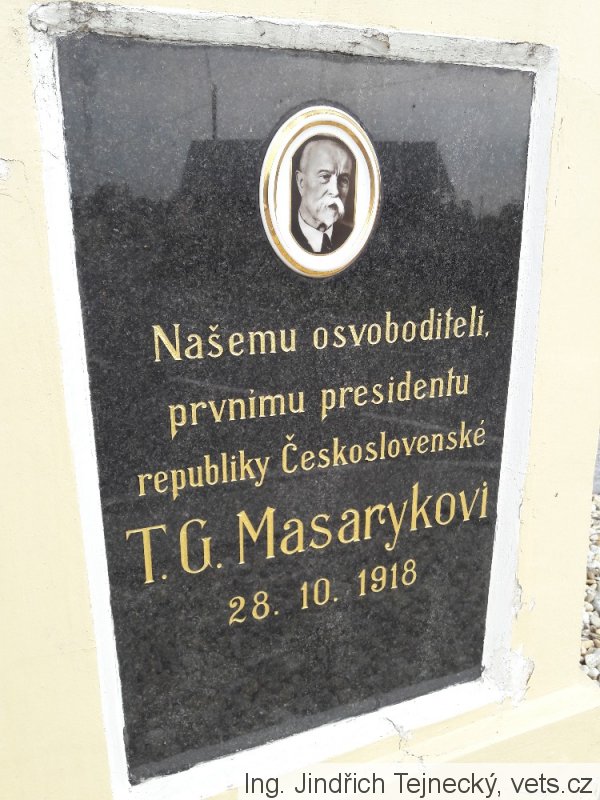 Našemu osvoboditeli,
prvnímu presidentu
republiky Československé
T. G. Masarykovi
28. 10. 1918
Ing. Jindřich Tejnecký, vets.cz